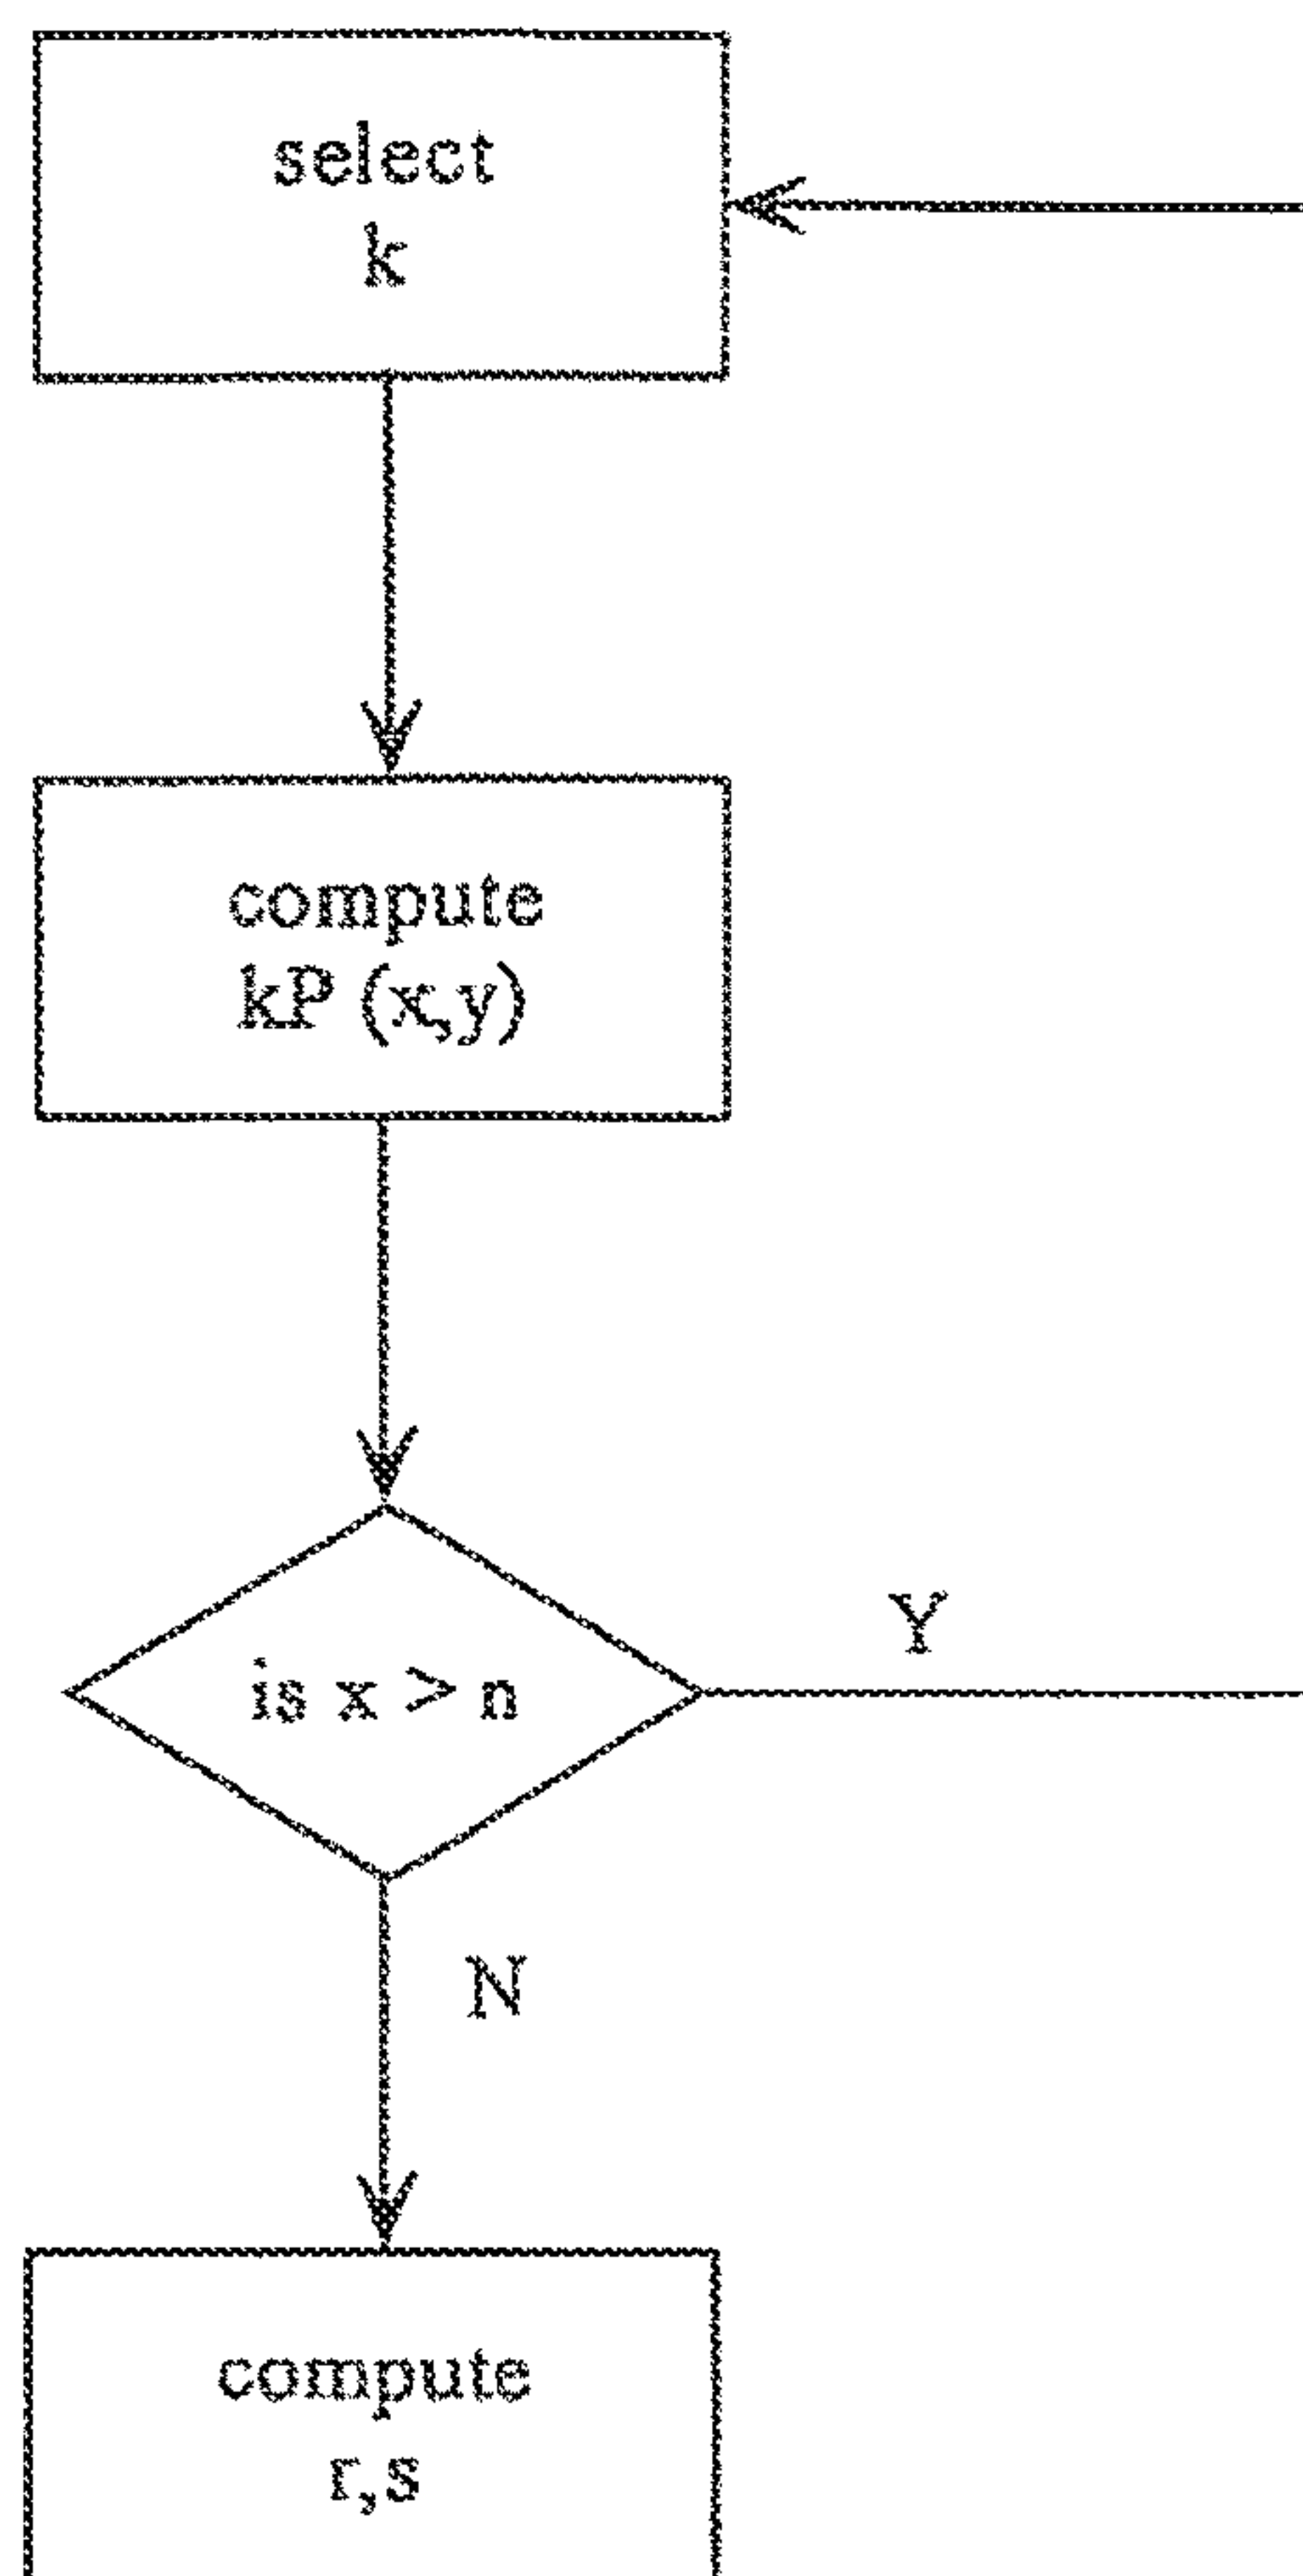 select
k
compute
kP (x,y)
is x > n
Y
N
compute
r,s